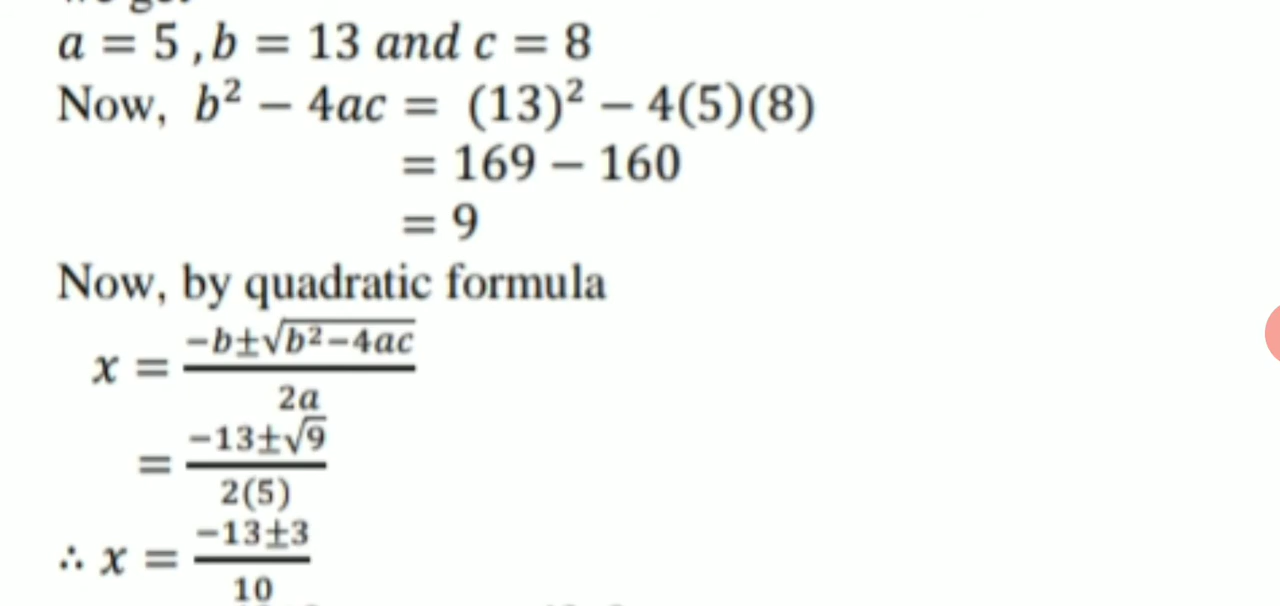 a = 5 , b = 13 and c = 8
Now, b² − 4ac = (13)² − 4(5)(8)
= 169 − 160
= 9
Now, by quadratic formula
x = −b±√b²−4ac / 2a
= −13±√9 / 2(5)
∴ x = −13±3 / 10